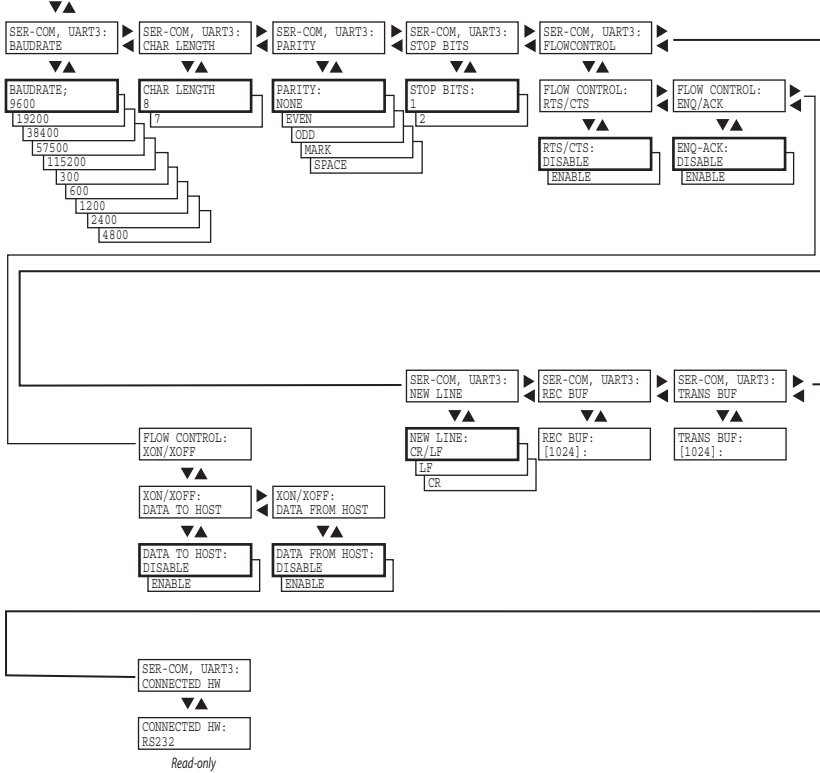 SER-COM, UART3:
BAUDRATE
SER-COM, UART3:
CHAR LENGTH
SER-COM, UART3:
PARITY
SER-COM, UART3:
STOP BITS
SER-COM, UART3:
FLOWCONTROL
BAUDRATE;
9600
19200
38400
57500
115200
300
600
1200
2400
4800
CHAR LENGTH
8
7
PARITY:
NONE
EVEN
ODD
MARK
SPACE
STOP BITS:
1
2
FLOW CONTROL:
RTS/CTS
FLOW CONTROL:
ENQ/ACK
RTS/CTS:
DISABLE
ENABLE
ENQ-ACK:
DISABLE
ENABLE
SER-COM, UART3:
NEW LINE
SER-COM, UART3:
REC BUF
SER-COM, UART3:
TRANS BUF
NEW LINE:
CR/LF
LF
CR
REC BUF:
[1024]:
TRANS BUF:
[1024]:
FLOW CONTROL:
XON/XOFF
XON/XOFF:
DATA TO HOST
XON/XOFF:
DATA FROM HOST
DATA TO HOST:
DISABLE
ENABLE
DATA FROM HOST:
DISABLE
ENABLE
SER-COM, UART3:
CONNECTED HW
CONNECTED HW:
RS232
Read-only